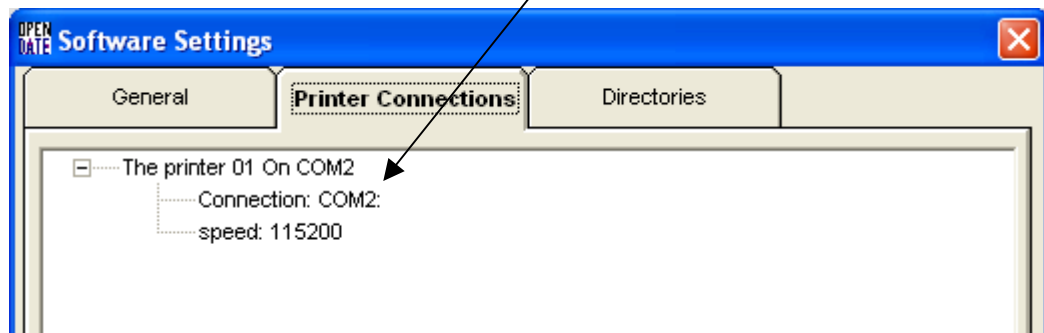 OPEN
DATE
Software Settings
General
Printer Connections
Directories
The printer 01 On COM2
Connection: COM2:
speed: 115200